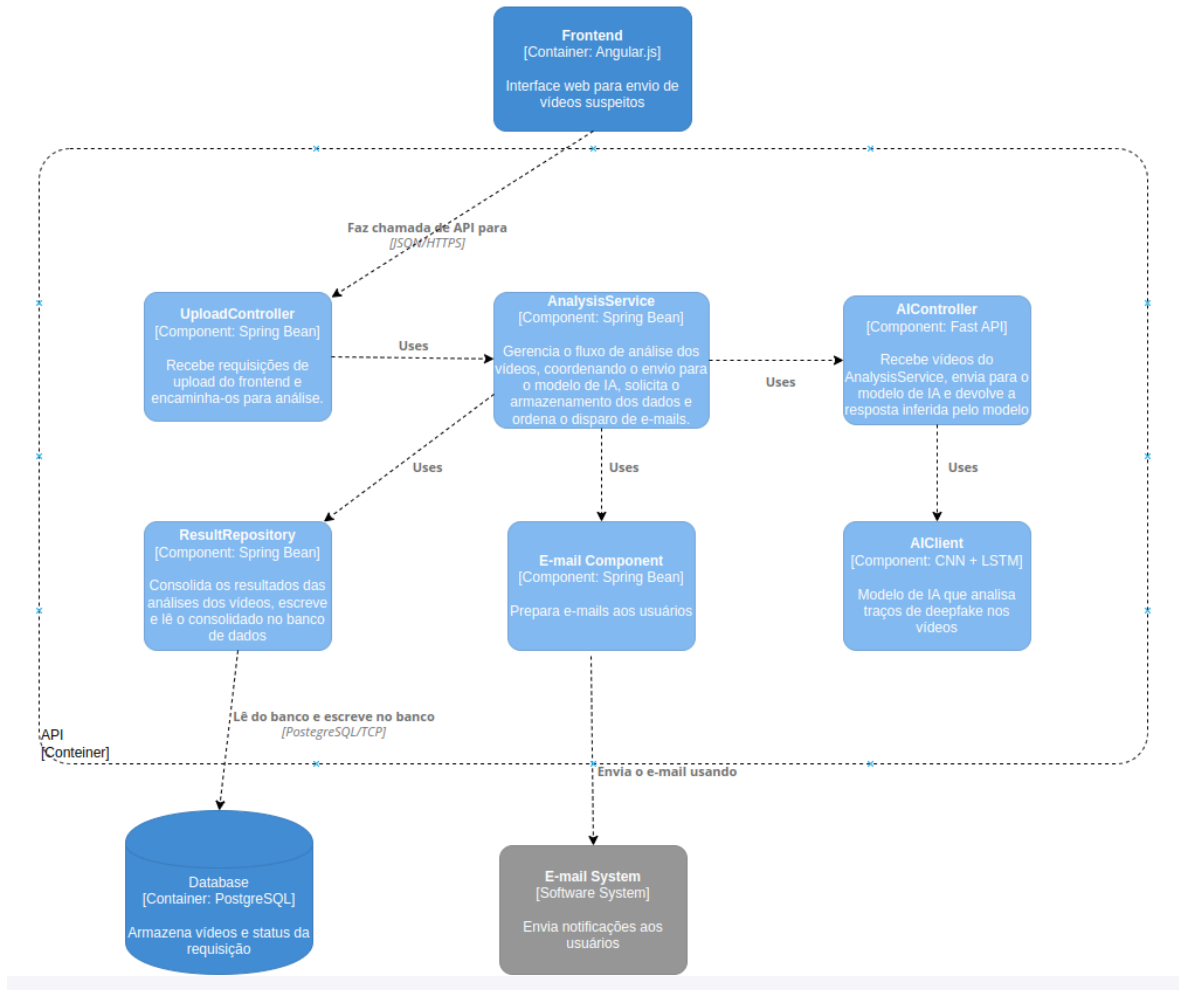 Frontend
[Container: Angular.js]
Interface web para envio de
vídeos suspeitos
Faz chamada de API para
[JSON/HTTPS]
UploadController
[Component: Spring Bean]
Recebe requisições de
upload do frontend e
encaminha-os para análise.
Uses
AnalysisService
[Component: Spring Bean]
Gerencia o fluxo de análise dos
vídeos, coordenando o envio para
o modelo de IA, solicita o
armazenamento dos dados e
ordena o disparo de e-mails.
Uses
AIController
[Component: Fast API]
Recebe vídeos do
AnalysisService, envia para o
modelo de IA e devolve a
resposta inferida pelo modelo
Uses
Uses
Uses
ResultRepository
[Component: Spring Bean]
Consolida os resultados das
análises dos vídeos, escreve
e lê o consolidado no banco
de dados
E-mail Component
[Component: Spring Bean]
Prepara e-mails aos usuários
AIClient
[Component: CNN + LSTM]
Modelo de IA que analisa
traços de deepfake nos
vídeos
Lê do banco e escreve no banco
[PostegreSQL/TCP]
API
[Conteiner]
Envia o e-mail usando
Database
[Container: PostgreSQL]
Armazena vídeos e status da
requisição
E-mail System
[Software System]
Envia notificações aos
usuários